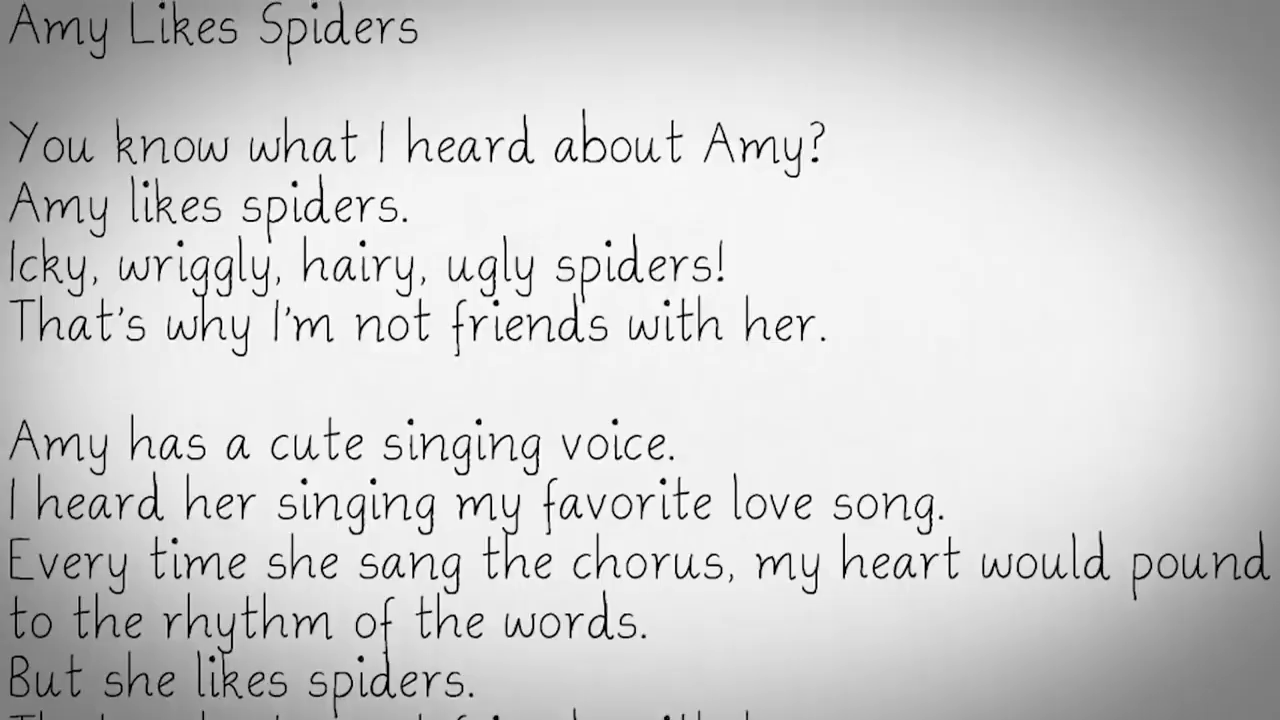 Amy Likes Spiders
You know what I heard about Amy?
Amy likes spiders.
Icky, wriggly, hairy, ugly spiders!
That's why I'm not friends with her.
Amy has a cute singing voice.
I heard her singing my favorite love song.
Every time she sang the chorus, my heart would pound
to the rhythm of the words.
But she likes spiders.